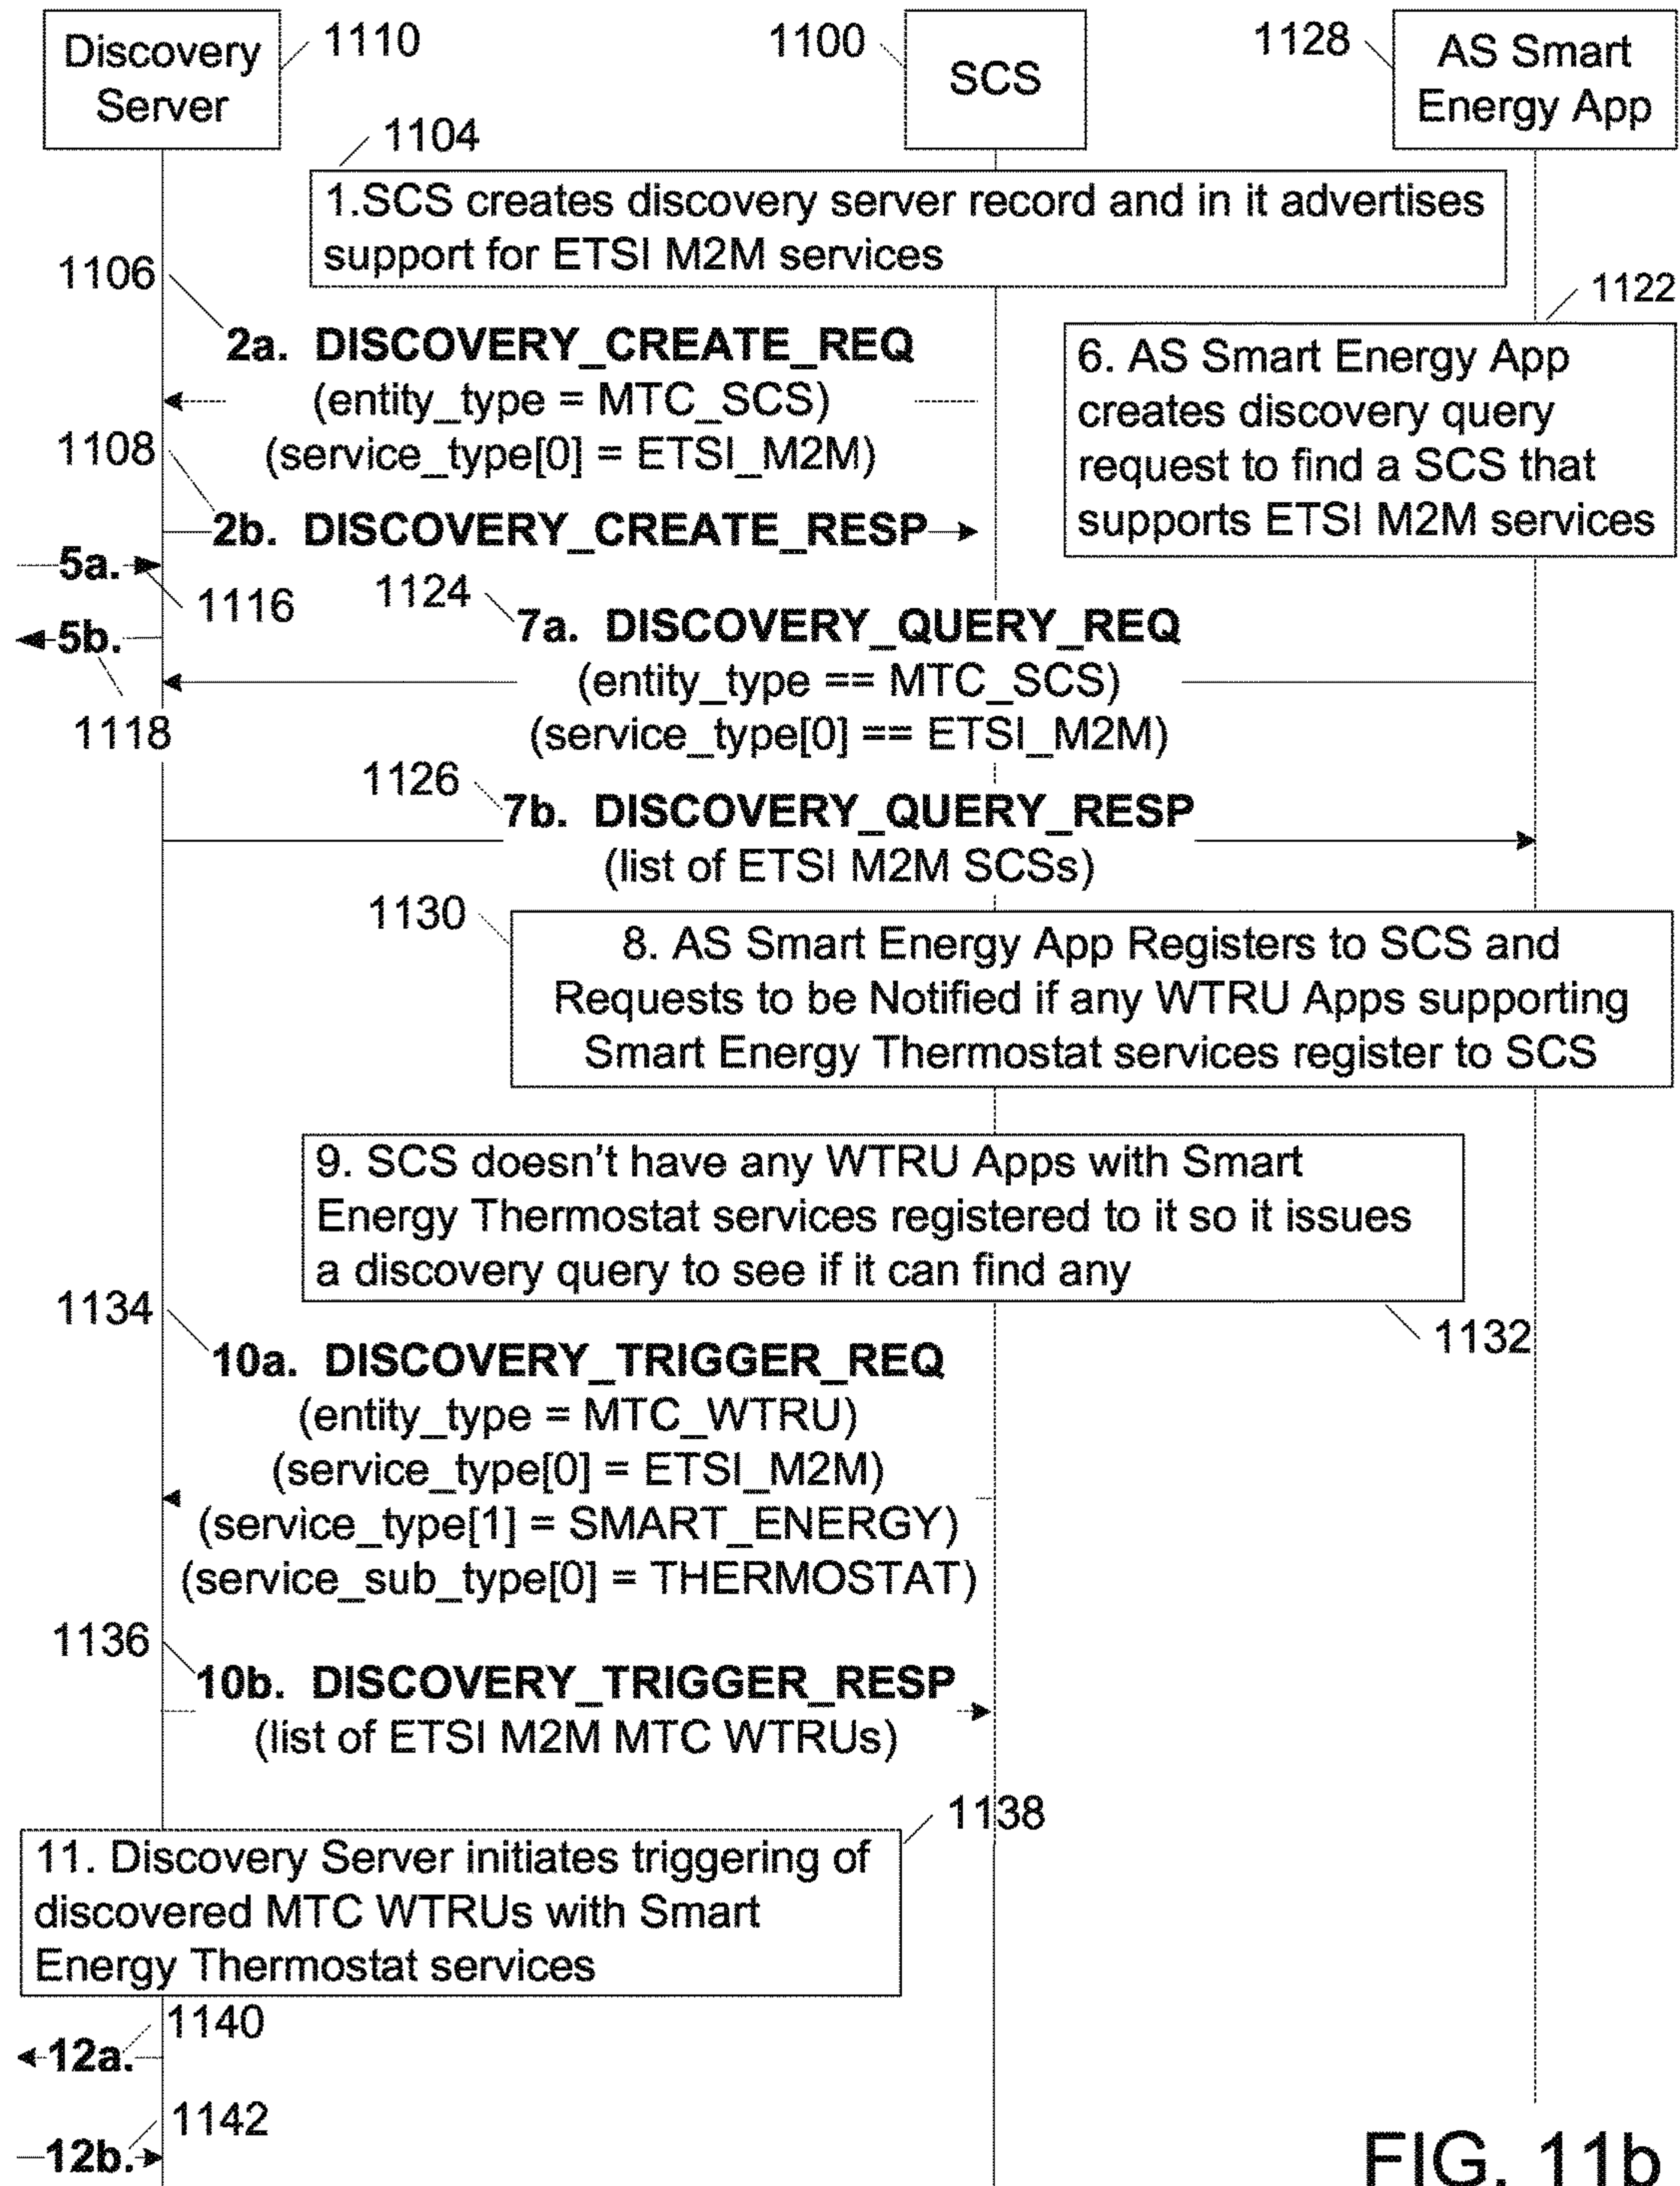 Discovery
Server
1110
1100
SCS
1128
AS Smart
Energy App
1104
1.SCS creates discovery server record and in it advertises
support for ETSI M2M services
1106
1122
2a. DISCOVERY_CREATE_REQ
(entity_type = MTC_SCS)
(service_type[0] = ETSI_M2M)
6. AS Smart Energy App
creates discovery query
request to find a SCS that
supports ETSI M2M services
1108
2b. DISCOVERY_CREATE_RESP
5a.
1116
5b.
1118
1124
7a. DISCOVERY_QUERY_REQ
(entity_type == MTC_SCS)
(service_type[0] == ETSI_M2M)
1126
7b. DISCOVERY_QUERY_RESP
(list of ETSI M2M SCSs)
1130
8. AS Smart Energy App Registers to SCS and
Requests to be Notified if any WTRU Apps supporting
Smart Energy Thermostat services register to SCS
9. SCS doesn't have any WTRU Apps with Smart
Energy Thermostat services registered to it so it issues
a discovery query to see if it can find any
1134
1132
10a. DISCOVERY_TRIGGER_REQ
(entity_type = MTC_WTRU)
(service_type[0] = ETSI_M2M)
(service_type[1] = SMART_ENERGY)
(service_sub_type[0] = THERMOSTAT)
1136
10b. DISCOVERY_TRIGGER_RESP
(list of ETSI M2M MTC WTRUs)
1138
11. Discovery Server initiates triggering of
discovered MTC WTRUs with Smart
Energy Thermostat services
1140
12a.
1142
12b.
FIG. 11b